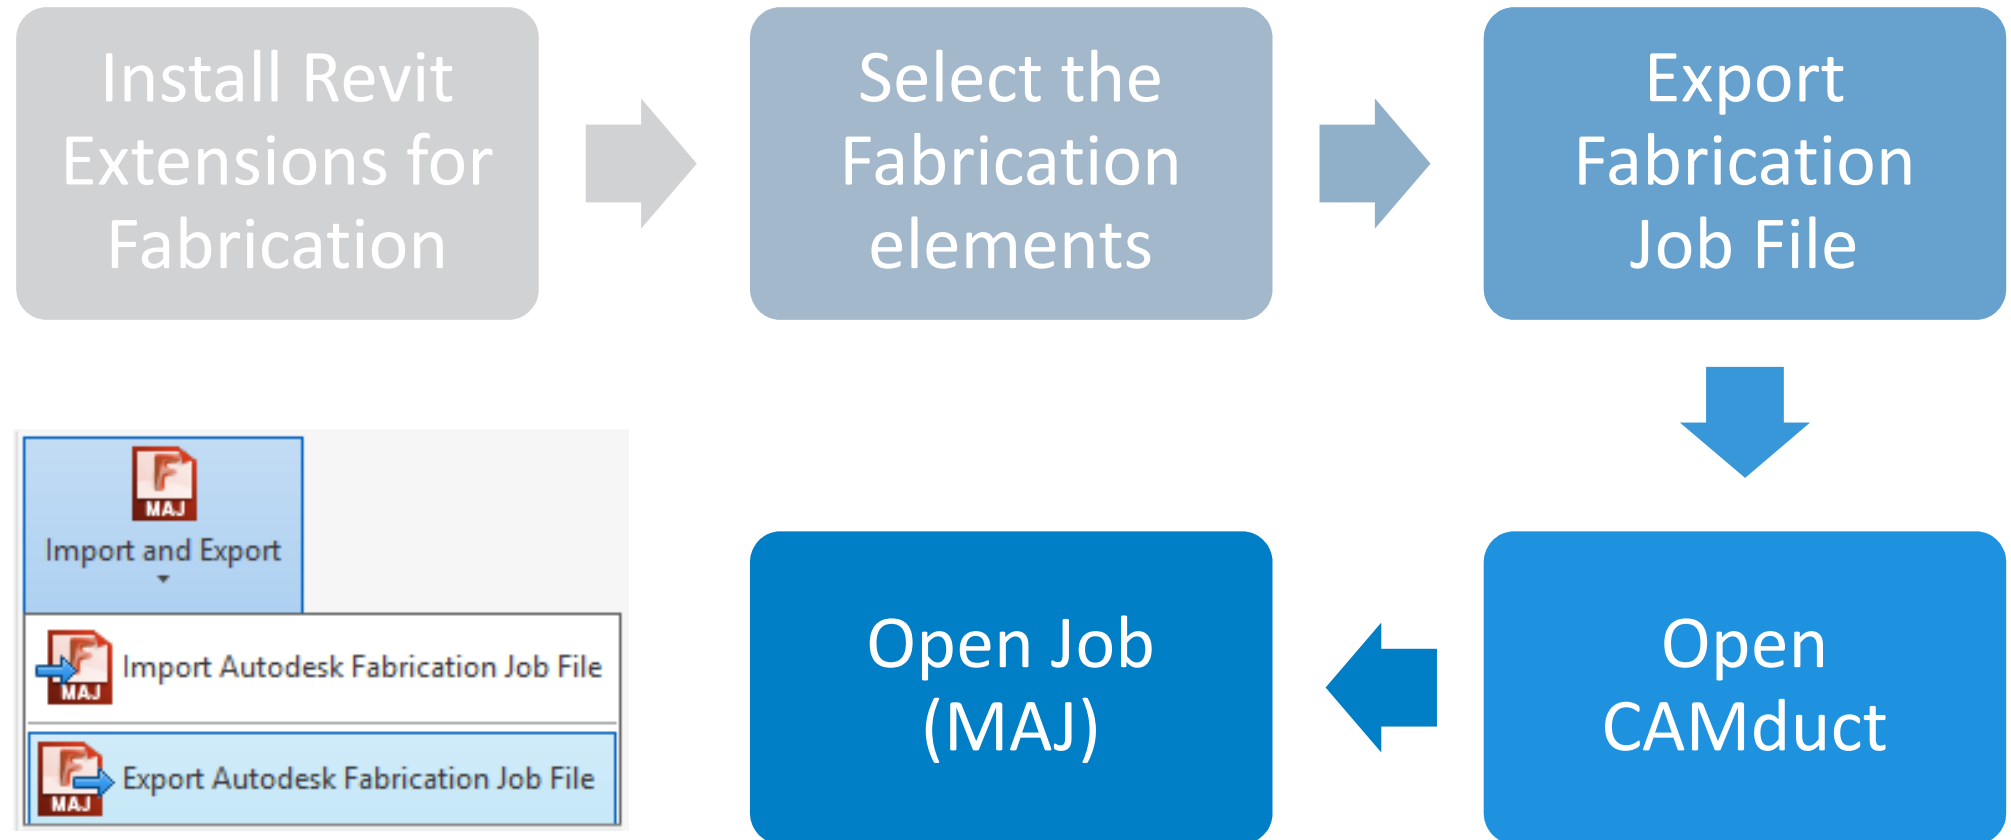 Install Revit
Extensions for
Fabrication
Select the
Fabrication
elements
Export
Fabrication
Job File
Open
CAMduct
Open Job
(MAJ)
MAJ
Import and Export
MAJ
Import Autodesk Fabrication Job File
MAJ
Export Autodesk Fabrication Job File